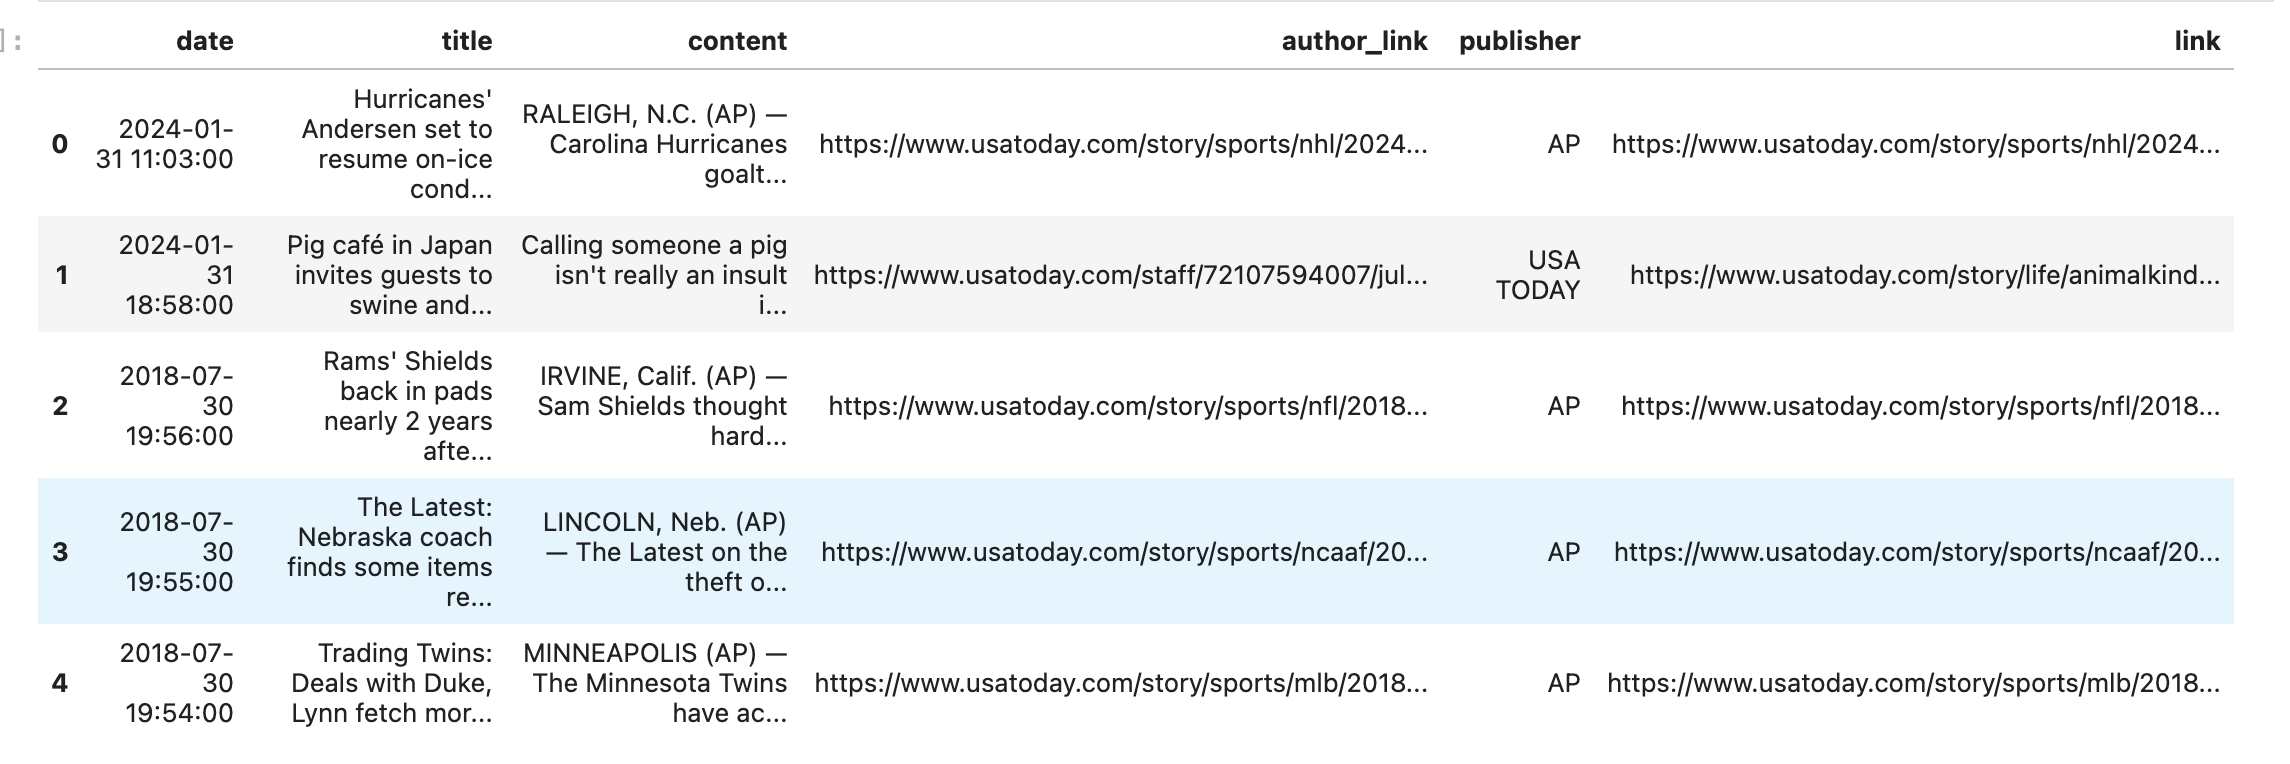 ]:
date title content author_link publisher link
0
2024-01-
31 11:03:00
Hurricanes'
Andersen set to
resume on-ice
cond...
RALEIGH, N.C. (AP) —
Carolina Hurricanes
goalt...
https://www.usatoday.com/story/sports/nhl/2024...
AP
https://www.usatoday.com/story/sports/nhl/2024...
1
2024-01-
31
18:58:00
Pig café in Japan
invites guests to
swine and...
Calling someone a pig
isn't really an insult
i...
https://www.usatoday.com/staff/72107594007/jul...
USA
TODAY
https://www.usatoday.com/story/life/animalkind...
2
2018-07-
30
19:56:00
Rams' Shields
back in pads
nearly 2 years
afte...
IRVINE, Calif. (AP) —
Sam Shields thought
hard...
https://www.usatoday.com/story/sports/nfl/2018...
AP
https://www.usatoday.com/story/sports/nfl/2018...
3
2018-07-
30
19:55:00
The Latest:
Nebraska coach
finds some items
re...
LINCOLN, Neb. (AP)
— The Latest on the
theft o...
https://www.usatoday.com/story/sports/ncaaf/20...
AP
https://www.usatoday.com/story/sports/ncaaf/20...
4
2018-07-
30
19:54:00
Trading Twins:
Deals with Duke,
Lynn fetch mor...
MINNEAPOLIS (AP) —
The Minnesota Twins
have ac...
https://www.usatoday.com/story/sports/mlb/2018...
AP
https://www.usatoday.com/story/sports/mlb/2018...